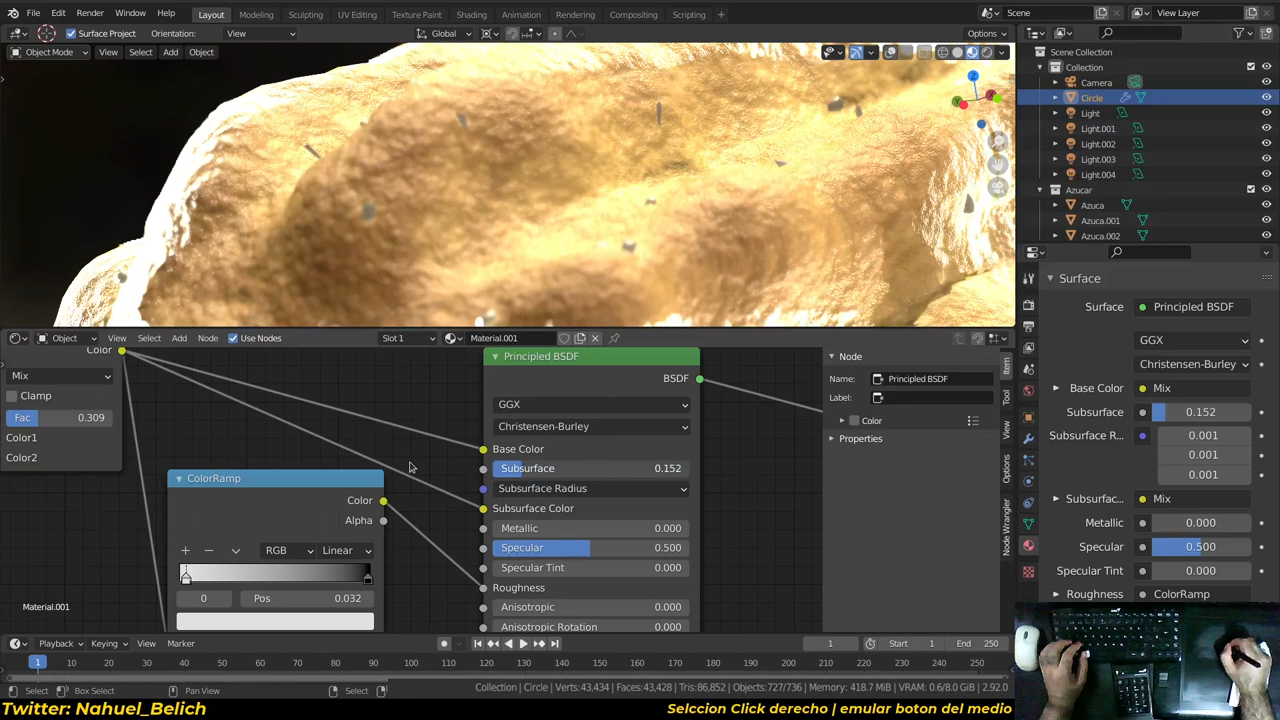 File Edit Render Window Help Layout Modeling Sculpting UV Editing Texture Paint Shading Animation Rendering Compositing Scripting Scene View Layer
Surface Project Orientation: View Global Options
Object Mode View Select Add Object
Scene Collection
Collection
Camera
Circle
Light
Light.001
Light.002
Light.003
Light.004
Azucar
Azuca
Azuca.001
Azuca.002
Object View Select Add Node Use Nodes Slot 1 Material.001
Color
Mix
Clamp
Fac 0.309
Color1
Color2
ColorRamp
Color
Alpha
RGB Linear
0 Pos 0.032
Material.001
Principled BSDF
BSDF
GGX
Christensen-Burley
Base Color
Subsurface 0.152
Subsurface Radius
Subsurface Color
Metallic 0.000
Specular 0.500
Specular Tint 0.000
Roughness
Anisotropic 0.000
Anisotropic Rotation 0.000
Node
Name: Principled BSDF
Label:
Color
Properties
Item
Tool
View
Options
Node Wrangler
Surface
Surface Principled BSDF
GGX
Christensen-Burley
Base Color Mix
Subsurface 0.152
Subsurface R... 0.001
0.001
0.001
Subsurfac... Mix
Metallic 0.000
Specular 0.500
Specular Tint 0.000
Roughness ColorRamp
Playback Keying View Marker 1 Start 1 End 250
1 10 20 30 40 50 60 70 80 90 100 110 120 130 140 150 160 170 180 190 200 210 220 230 240 250
Select Box Select Pan View Select Box Select Collection | Circle | Verts:43,434 | Faces:43,428 | Tris:86,852 | Objects:727/736 | Memory: 418.7 MiB | VRAM: 0.6/8.0 GiB | 2.92.0
Twitter: Nahuel_Belich Selccion Click derecho | emular boton del medio